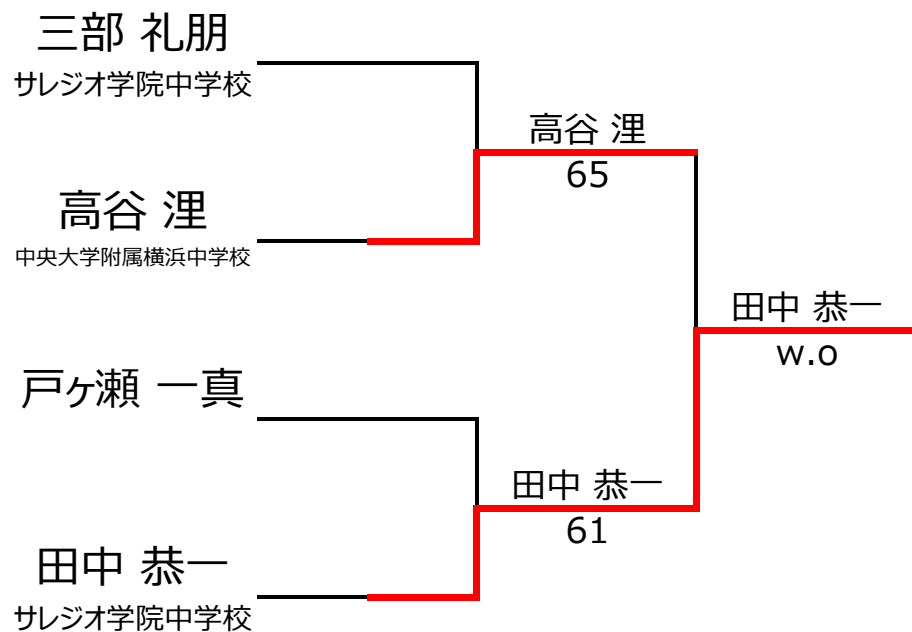 三部 礼朋
サレジオ学院中学校
高谷 浬
65
高谷 浬
中央大学附属横浜中学校
田中 恭一
w.o
戸ヶ瀬 一真
田中 恭一
61
田中 恭一
サレジオ学院中学校